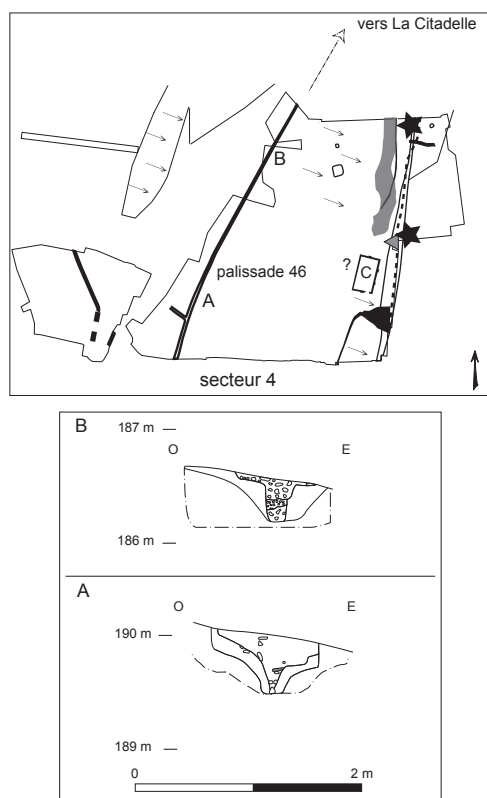 vers La Citadelle
B
palissade 46
? C
A
secteur 4
B
187 m
O E
186 m
A
O E
190 m
189 m
0 2 m